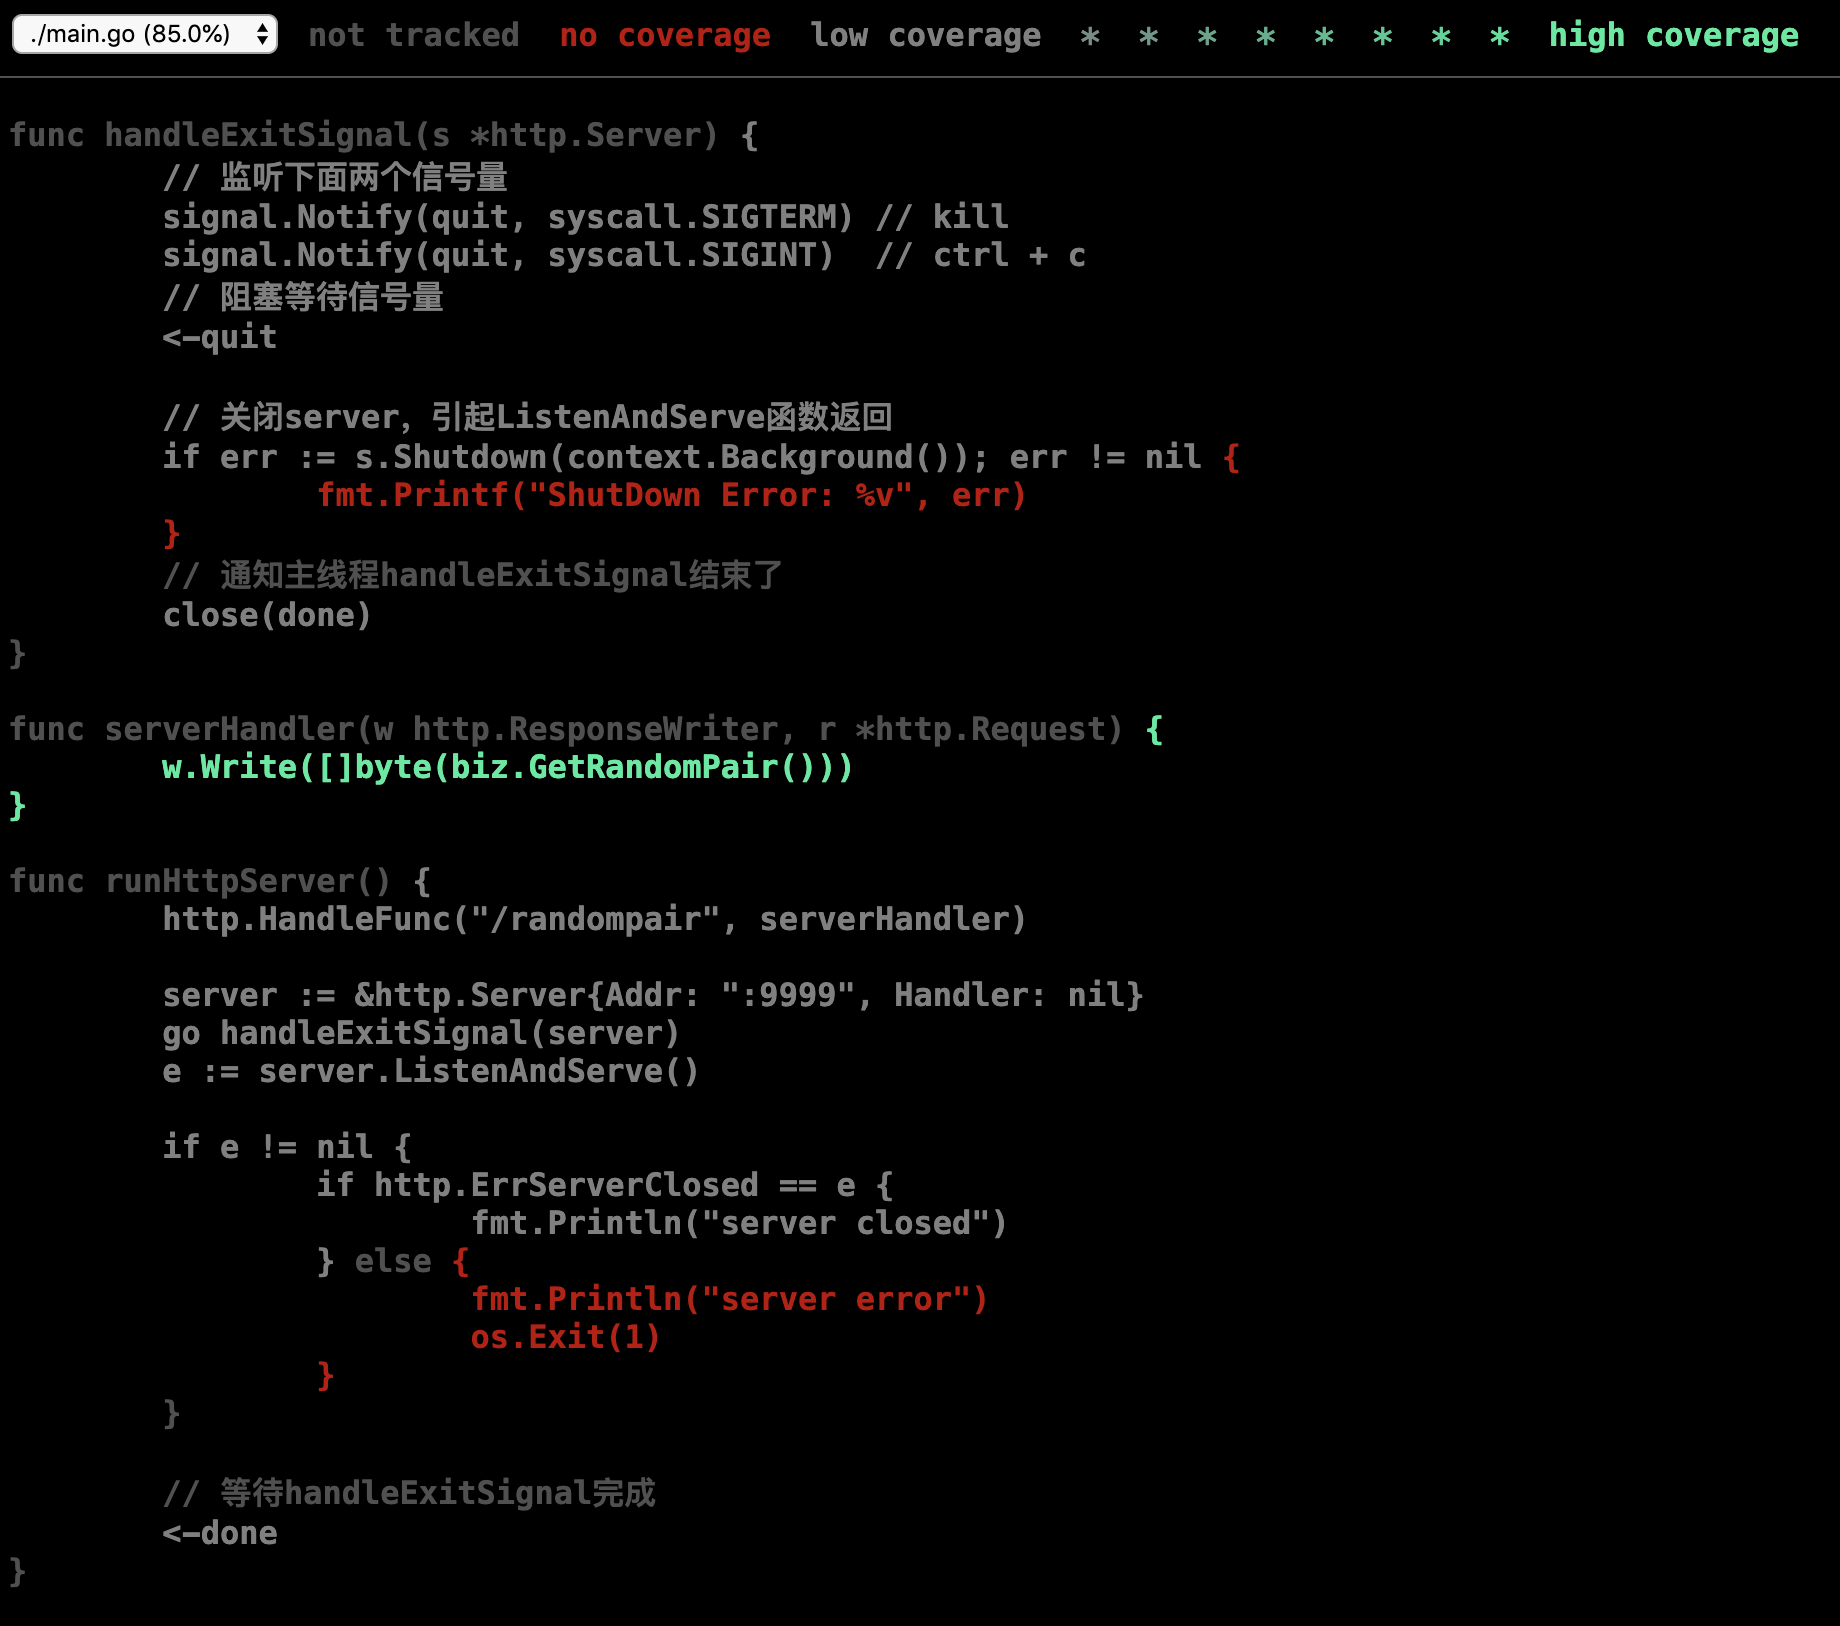 ./main.go (85.0%) not tracked no coverage low coverage * * * * * * * * high coverage
func handleExitSignal(s *http.Server) {
        // 监听下面两个信号量
        signal.Notify(quit, syscall.SIGTERM) // kill
        signal.Notify(quit, syscall.SIGINT)  // ctrl + c
        // 阻塞等待信号量
        <-quit

        // 关闭server，引起ListenAndServe函数返回
        if err := s.Shutdown(context.Background()); err != nil {
                fmt.Printf("ShutDown Error: %v", err)
        }
        // 通知主线程handleExitSignal结束了
        close(done)
}

func serverHandler(w http.ResponseWriter, r *http.Request) {
        w.Write([]byte(biz.GetRandomPair()))
}

func runHttpServer() {
        http.HandleFunc("/randompair", serverHandler)

        server := &http.Server{Addr: ":9999", Handler: nil}
        go handleExitSignal(server)
        e := server.ListenAndServe()

        if e != nil {
                if http.ErrServerClosed == e {
                        fmt.Println("server closed")
                } else {
                        fmt.Println("server error")
                        os.Exit(1)
                }
        }

        // 等待handleExitSignal完成
        <-done
}